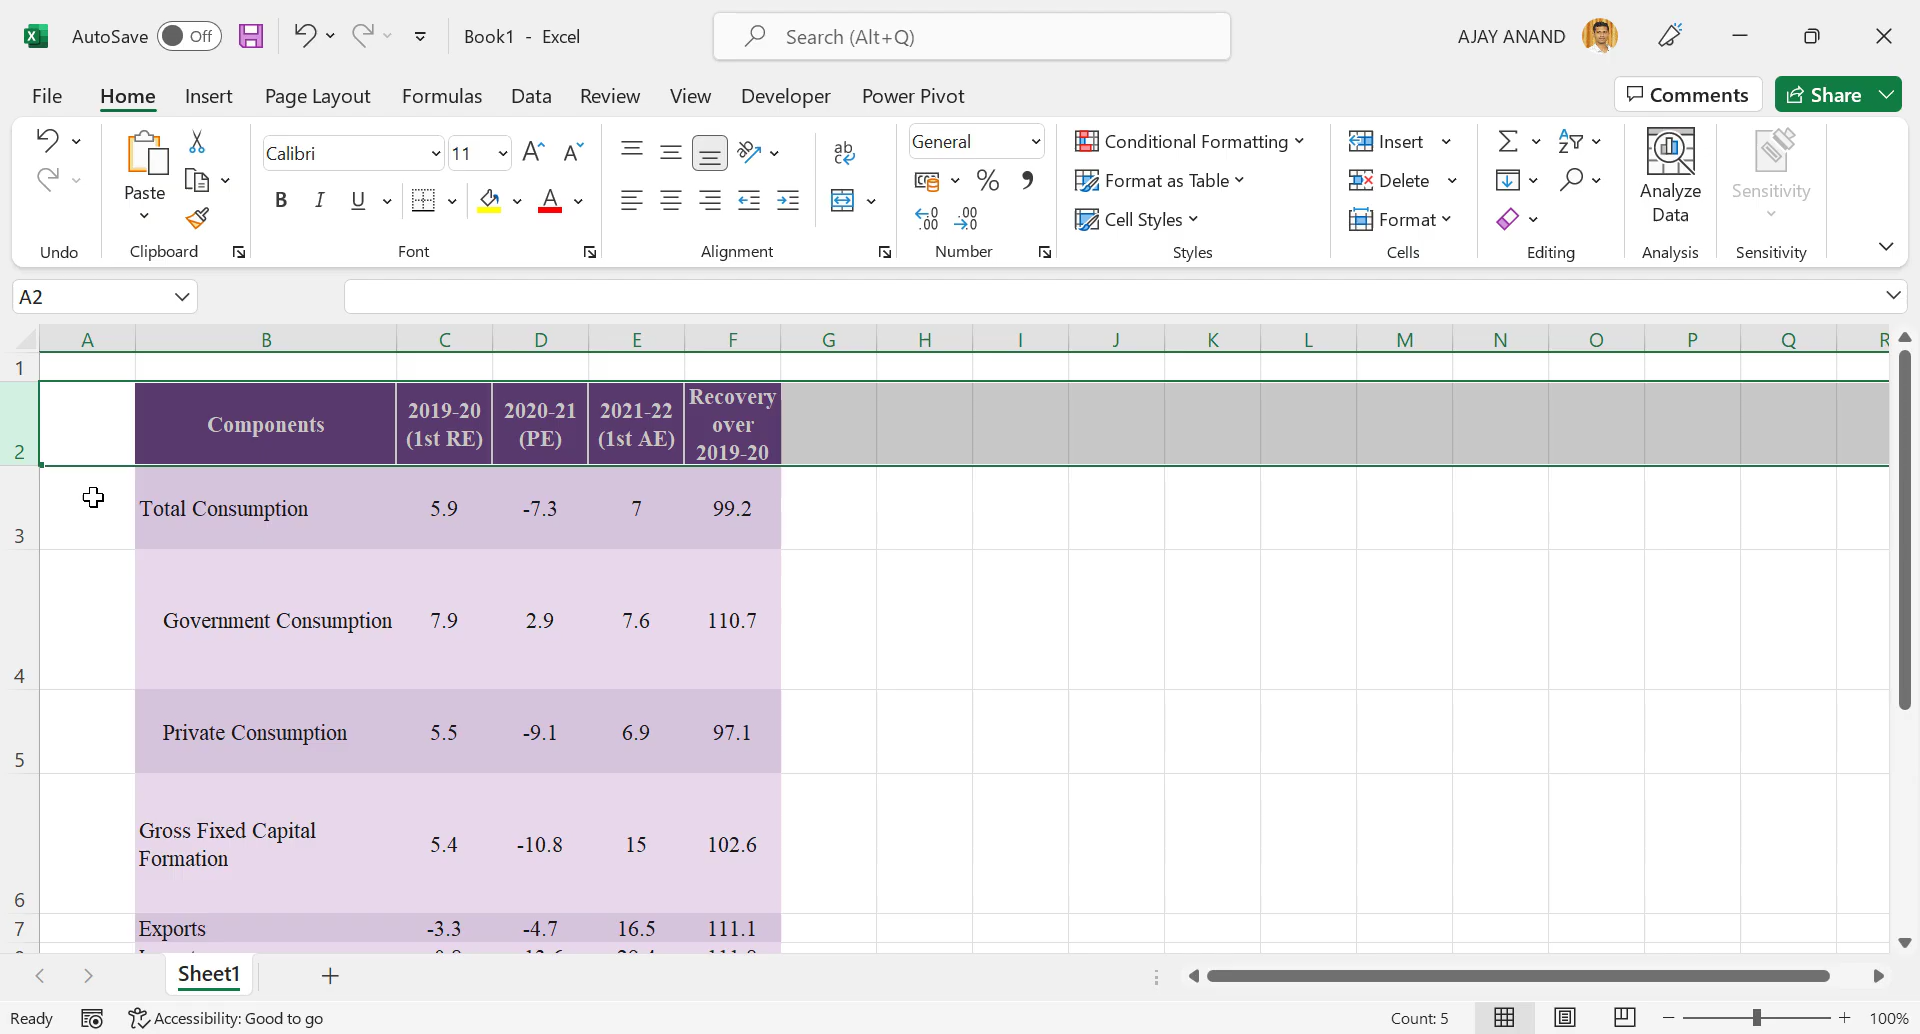 AutoSave Off Book1 - Excel Search (Alt+Q) AJAY ANAND
File Home Insert Page Layout Formulas Data Review View Developer Power Pivot Comments Share
Calibri 11 General Conditional Formatting Insert
Paste Format as Table Delete Analyze Data Sensitivity
B I U Cell Styles Format
Undo Clipboard Font Alignment Number Styles Cells Editing Analysis Sensitivity
A2
A B C D E F G H I J K L M N O P Q R
1
2 Components 2019-20 (1st RE) 2020-21 (PE) 2021-22 (1st AE) Recovery over 2019-20
3 Total Consumption 5.9 -7.3 7 99.2
4 Government Consumption 7.9 2.9 7.6 110.7
5 Private Consumption 5.5 -9.1 6.9 97.1
6 Gross Fixed Capital Formation 5.4 -10.8 15 102.6
7 Exports -3.3 -4.7 16.5 111.1
Sheet1
Ready Accessibility: Good to go Count: 5 100%